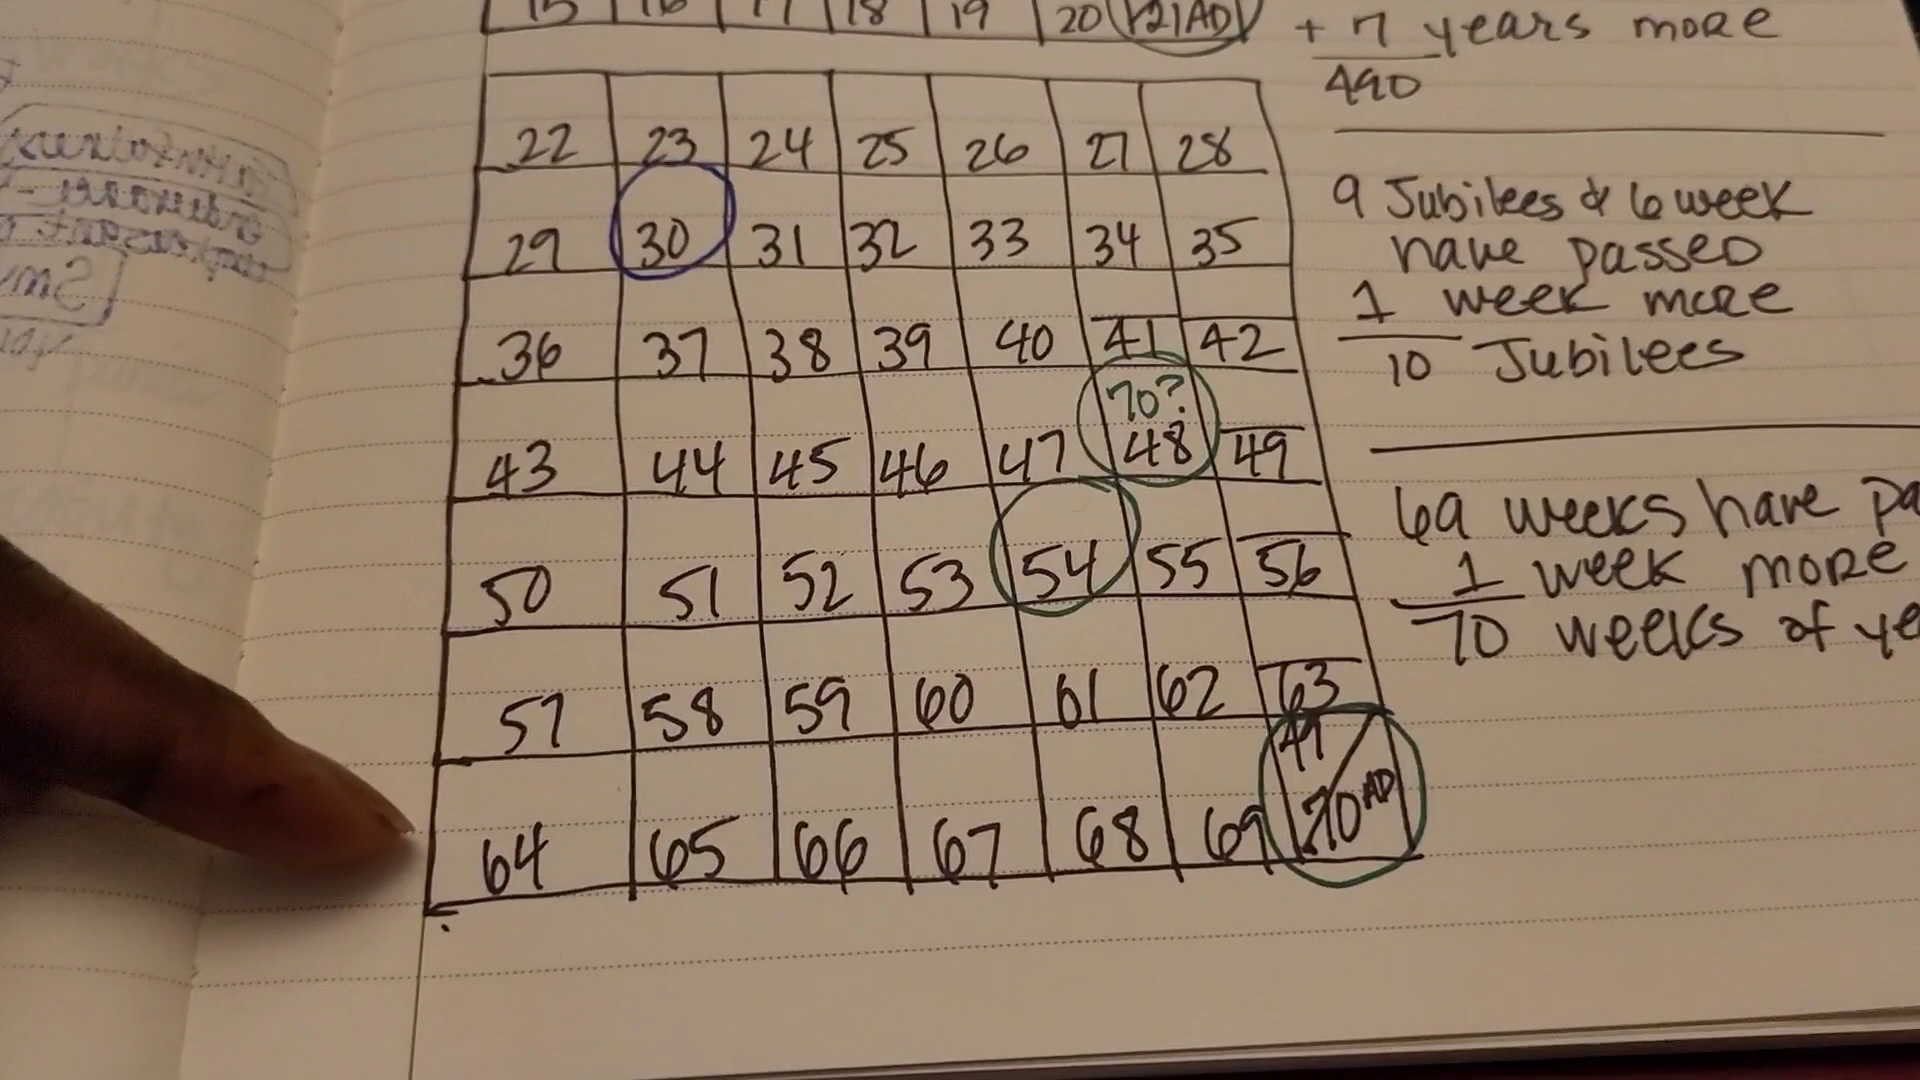 15 16 17 18 19 20 21AD
22 23 24 25 26 27 28
29 30 31 32 33 34 35
36 37 38 39 40 41 42
70?
43 44 45 46 47 48 49
50 51 52 53 54 55 56
57 58 59 60 61 62 63
49
64 65 66 67 68 69 70AD
+ 7 years more
490
9 Jubilees & 6 week
have passed
1 week more
10 Jubilees
69 weeks have pa
1 week more
70 weeks of ye